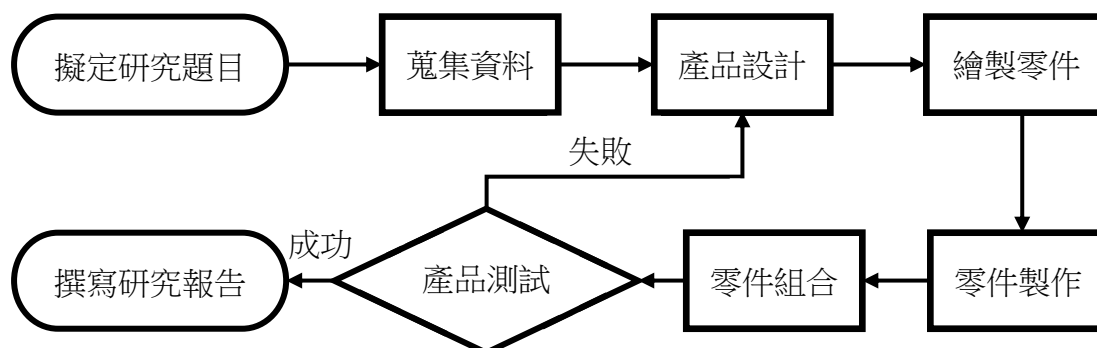 擬定研究題目
蒐集資料
產品設計
繪製零件
失敗
成功
撰寫研究報告
產品測試
零件組合
零件製作